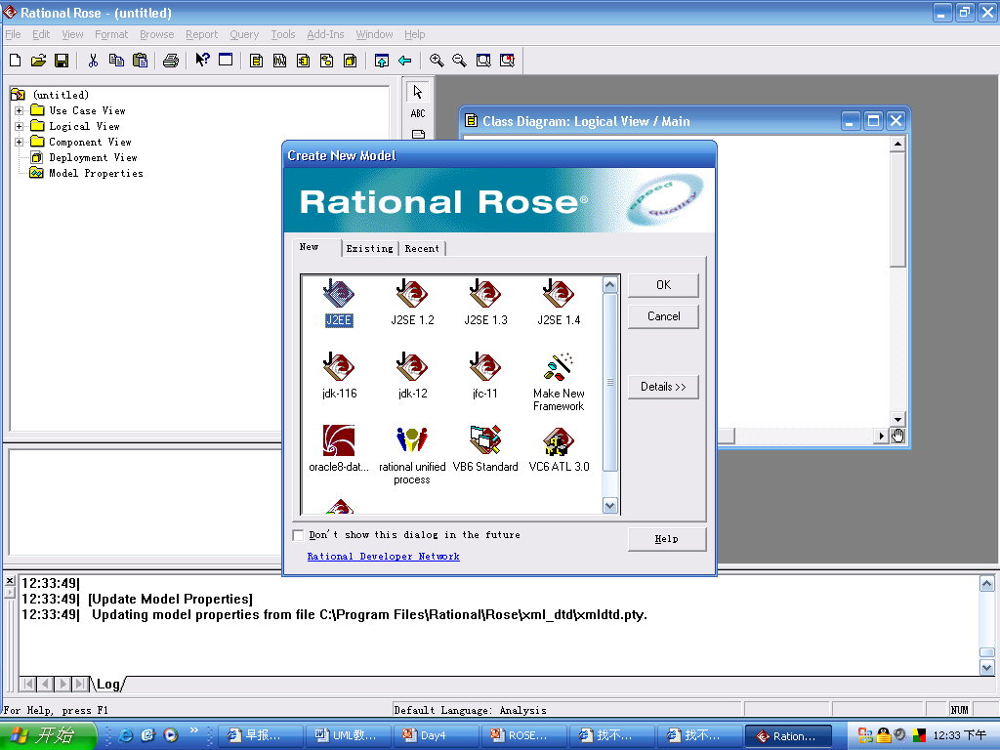 Rational Rose - (untitled)
File Edit View Format Browse Report Query Tools Add-Ins Window Help
(untitled)
Use Case View
Logical View
Component View
Deployment View
Model Properties
ABC
Class Diagram: Logical View / Main
Create New Model
Rational Rose®
speed
quality
New Existing Recent
J2EE J2SE 1.2 J2SE 1.3 J2SE 1.4
jdk-116 jdk-12 jfc-11 Make New Framework
oracle8-dat... rational unified process VB6 Standard VC6 ATL 3.0
OK
Cancel
Details >>
Don't show this dialog in the future
Help
Rational Developer Network
12:33:49|
12:33:49| [Update Model Properties]
12:33:49| Updating model properties from file C:\Program Files\Rational\Rose\xml_dtd\xmldtd.pty.
Log
For Help, press F1
Default Language: Analysis
NUM
开始
早报...
UML教...
Day4
ROSE...
找不...
找不...
Ration...
12:33 下午